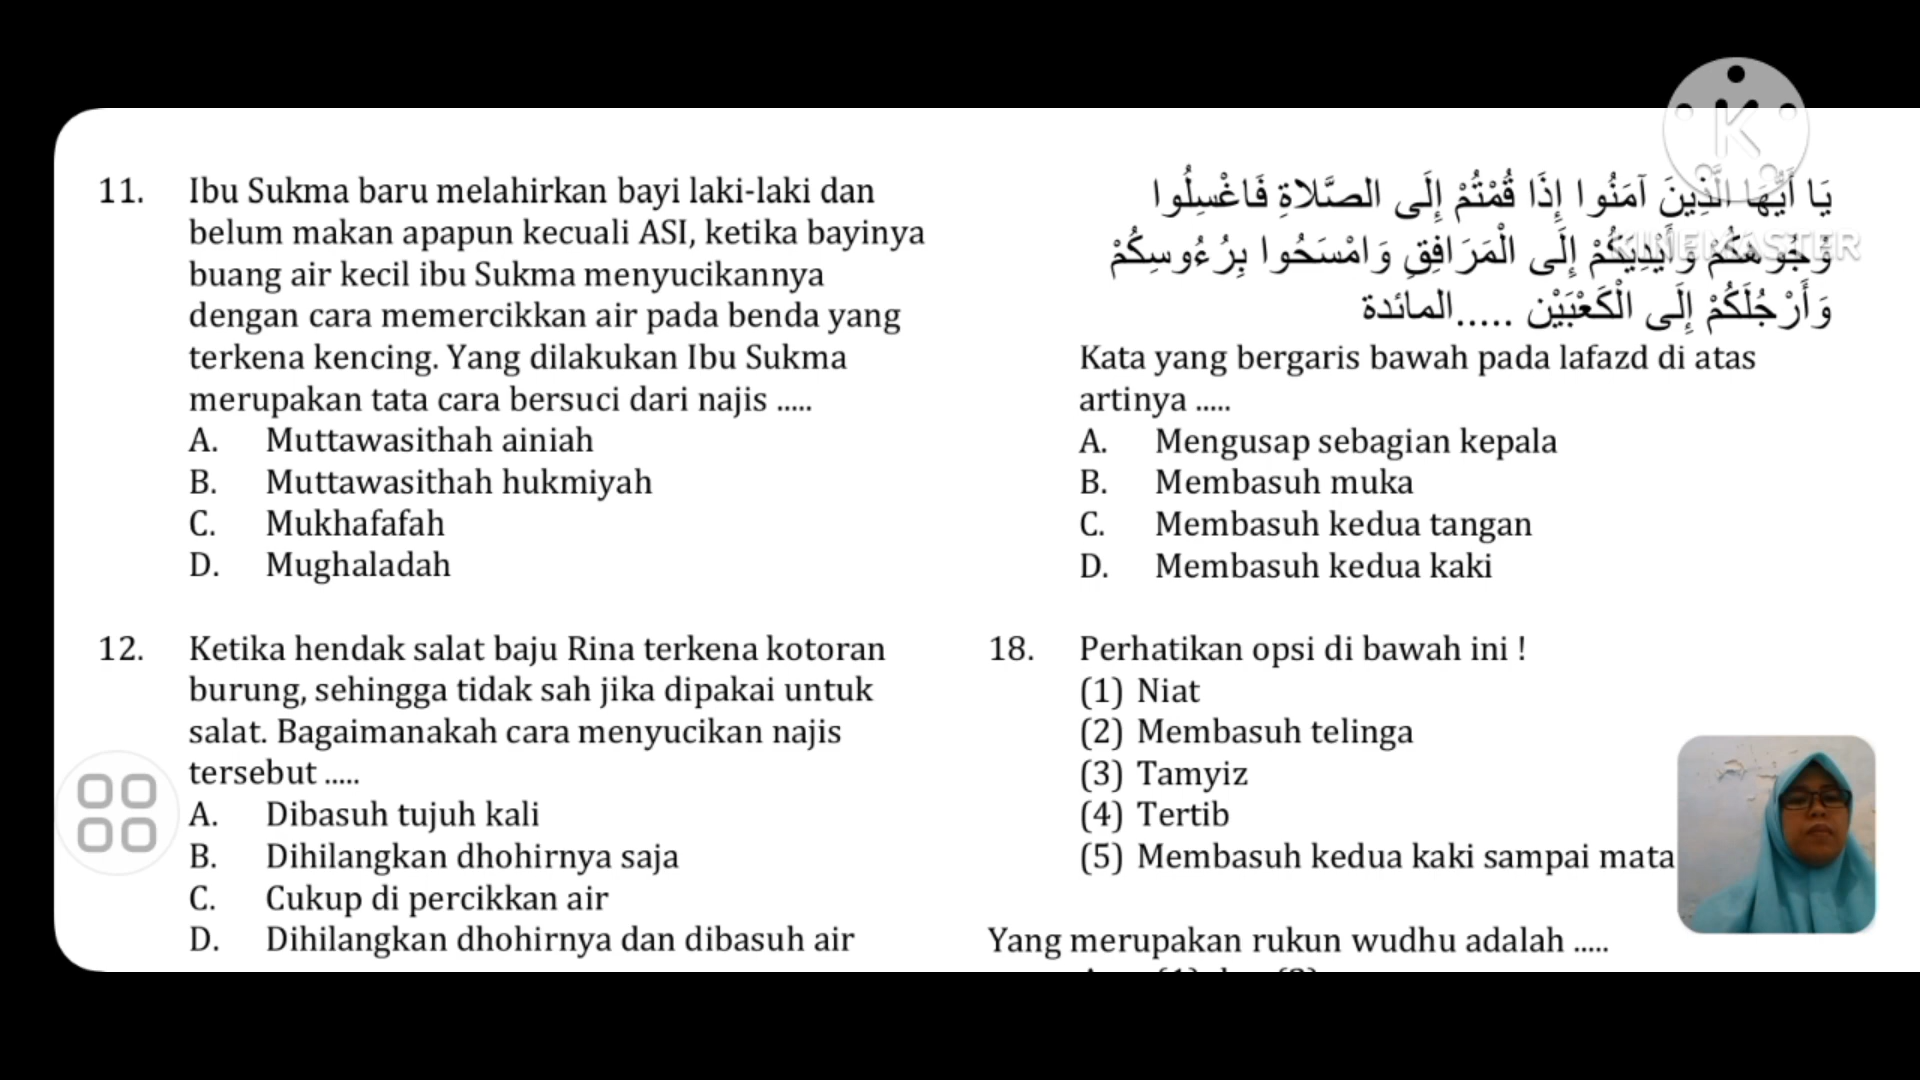 11. Ibu Sukma baru melahirkan bayi laki-laki dan
belum makan apapun kecuali ASI, ketika bayinya
buang air kecil ibu Sukma menyucikannya
dengan cara memercikkan air pada benda yang
terkena kencing. Yang dilakukan Ibu Sukma
merupakan tata cara bersuci dari najis .....
A. Muttawasithah ainiah
B. Muttawasithah hukmiyah
C. Mukhafafah
D. Mughaladah
12. Ketika hendak salat baju Rina terkena kotoran
burung, sehingga tidak sah jika dipakai untuk
salat. Bagaimanakah cara menyucikan najis
tersebut .....
A. Dibasuh tujuh kali
B. Dihilangkan dhohirnya saja
C. Cukup di percikkan air
D. Dihilangkan dhohirnya dan dibasuh air
يَا أَيُّهَا الَّذِينَ آمَنُوا إِذَا قُمْتُمْ إِلَى الصَّلاةِ فَاغْسِلُوا
وُجُوهَكُمْ وَأَيْدِيَكُمْ إِلَى الْمَرَافِقِ وَامْسَحُوا بِرُءُوسِكُمْ
وَأَرْجُلَكُمْ إِلَى الْكَعْبَيْنِ .....المائدة
Kata yang bergaris bawah pada lafazd di atas
artinya .....
A. Mengusap sebagian kepala
B. Membasuh muka
C. Membasuh kedua tangan
D. Membasuh kedua kaki
18. Perhatikan opsi di bawah ini !
(1) Niat
(2) Membasuh telinga
(3) Tamyiz
(4) Tertib
(5) Membasuh kedua kaki sampai mata
Yang merupakan rukun wudhu adalah .....
K
KINEMASTER